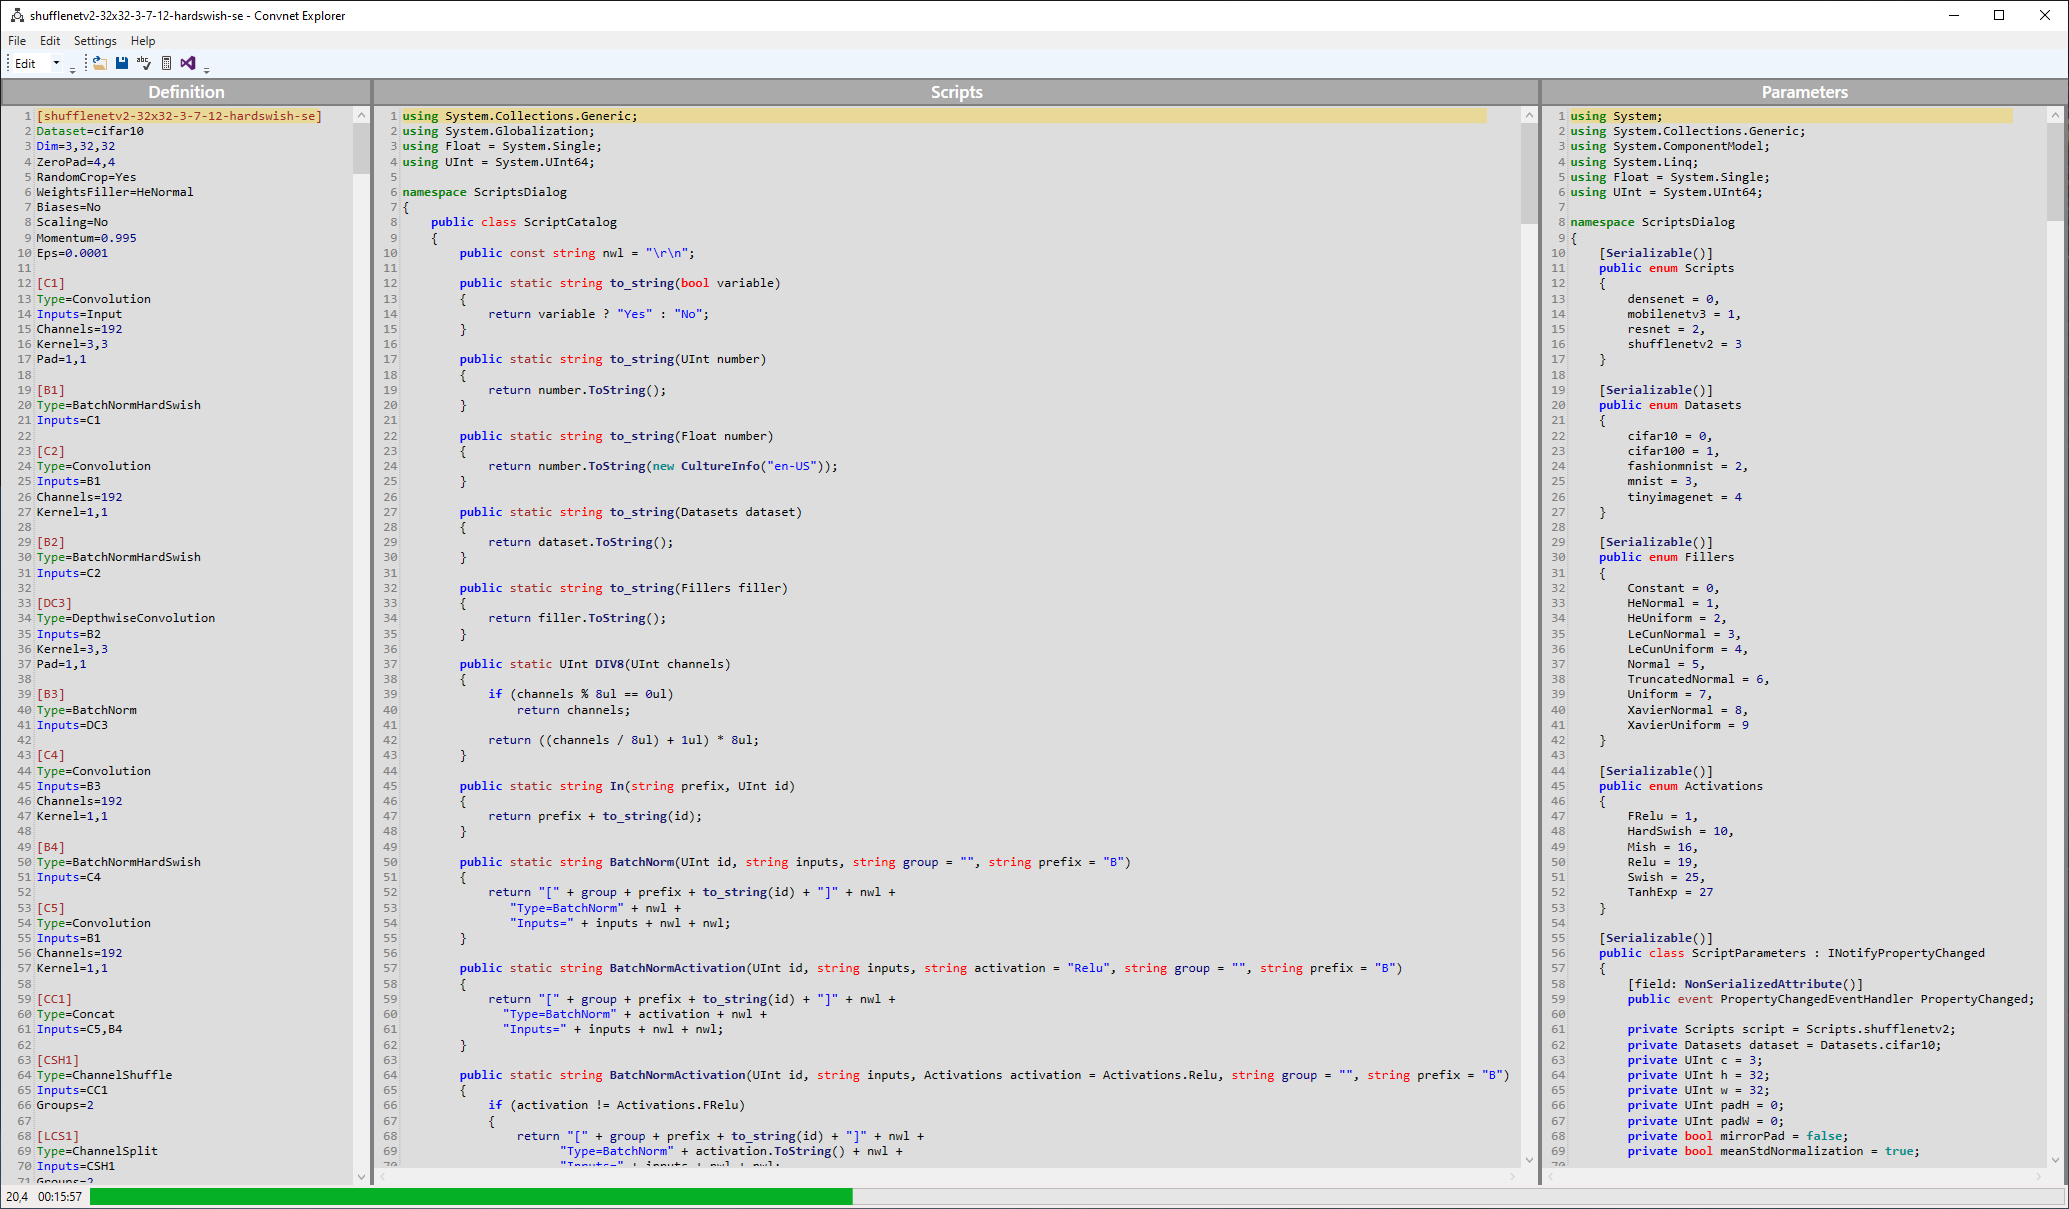 shufflenetv2-32x32-3-7-12-hardswish-se - Convnet Explorer
File Edit Settings Help
Edit
Definition
1 [shufflenetv2-32x32-3-7-12-hardswish-se]
2 Dataset=cifar10
3 Dim=3,32,32
4 ZeroPad=4,4
5 RandomCrop=Yes
6 WeightsFiller=HeNormal
7 Biases=No
8 Scaling=No
9 Momentum=0.995
10 Eps=0.0001
11
12 [C1]
13 Type=Convolution
14 Inputs=Input
15 Channels=192
16 Kernel=3,3
17 Pad=1,1
18
19 [B1]
20 Type=BatchNormHardSwish
21 Inputs=C1
22
23 [C2]
24 Type=Convolution
25 Inputs=B1
26 Channels=192
27 Kernel=1,1
28
29 [B2]
30 Type=BatchNormHardSwish
31 Inputs=C2
32
33 [DC3]
34 Type=DepthwiseConvolution
35 Inputs=B2
36 Kernel=3,3
37 Pad=1,1
38
39 [B3]
40 Type=BatchNorm
41 Inputs=DC3
42
43 [C4]
44 Type=Convolution
45 Inputs=B3
46 Channels=192
47 Kernel=1,1
48
49 [B4]
50 Type=BatchNormHardSwish
51 Inputs=C4
52
53 [C5]
54 Type=Convolution
55 Inputs=B1
56 Channels=192
57 Kernel=1,1
58
59 [CC1]
60 Type=Concat
61 Inputs=C5,B4
62
63 [CSH1]
64 Type=ChannelShuffle
65 Inputs=CC1
66 Groups=2
67
68 [LCS1]
69 Type=ChannelSplit
70 Inputs=CSH1
71 Groups=2
Scripts
1 using System.Collections.Generic;
2 using System.Globalization;
3 using Float = System.Single;
4 using UInt = System.UInt64;
5
6 namespace ScriptsDialog
7 {
8 public class ScriptCatalog
9 {
10 public const string nwl = "\r\n";
11
12 public static string to_string(bool variable)
13 {
14 return variable ? "Yes" : "No";
15 }
16
17 public static string to_string(UInt number)
18 {
19 return number.ToString();
20 }
21
22 public static string to_string(Float number)
23 {
24 return number.ToString(new CultureInfo("en-US"));
25 }
26
27 public static string to_string(Datasets dataset)
28 {
29 return dataset.ToString();
30 }
31
32 public static string to_string(Fillers filler)
33 {
34 return filler.ToString();
35 }
36
37 public static UInt DIV8(UInt channels)
38 {
39 if (channels % 8ul == 0ul)
40 return channels;
41
42 return ((channels / 8ul) + 1ul) * 8ul;
43 }
44
45 public static string In(string prefix, UInt id)
46 {
47 return prefix + to_string(id);
48 }
49
50 public static string BatchNorm(UInt id, string inputs, string group = "", string prefix = "B")
51 {
52 return "[" + group + prefix + to_string(id) + "]" + nwl +
53 "Type=BatchNorm" + nwl +
54 "Inputs=" + inputs + nwl + nwl;
55 }
56
57 public static string BatchNormActivation(UInt id, string inputs, string activation = "Relu", string group = "", string prefix = "B")
58 {
59 return "[" + group + prefix + to_string(id) + "]" + nwl +
60 "Type=BatchNorm" + activation + nwl +
61 "Inputs=" + inputs + nwl + nwl;
62 }
63
64 public static string BatchNormActivation(UInt id, string inputs, Activations activation = Activations.Relu, string group = "", string prefix = "B")
65 {
66 if (activation != Activations.FRelu)
67 {
68 return "[" + group + prefix + to_string(id) + "]" + nwl +
69 "Type=BatchNorm" + activation.ToString() + nwl +
70 "Inputs=" + inputs + nwl + nwl;
Parameters
1 using System;
2 using System.Collections.Generic;
3 using System.ComponentModel;
4 using System.Linq;
5 using Float = System.Single;
6 using UInt = System.UInt64;
7
8 namespace ScriptsDialog
9 {
10 [Serializable()]
11 public enum Scripts
12 {
13 densenet = 0,
14 mobilenetv3 = 1,
15 resnet = 2,
16 shufflenetv2 = 3
17 }
18
19 [Serializable()]
20 public enum Datasets
21 {
22 cifar10 = 0,
23 cifar100 = 1,
24 fashionmnist = 2,
25 mnist = 3,
26 tinyimagenet = 4
27 }
28
29 [Serializable()]
30 public enum Fillers
31 {
32 Constant = 0,
33 HeNormal = 1,
34 HeUniform = 2,
35 LeCunNormal = 3,
36 LeCunUniform = 4,
37 Normal = 5,
38 TruncatedNormal = 6,
39 Uniform = 7,
40 XavierNormal = 8,
41 XavierUniform = 9
42 }
43
44 [Serializable()]
45 public enum Activations
46 {
47 FRelu = 1,
48 HardSwish = 10,
49 Mish = 16,
50 Relu = 19,
51 Swish = 25,
52 TanhExp = 27
53 }
54
55 [Serializable()]
56 public class ScriptParameters : INotifyPropertyChanged
57 {
58 [field: NonSerializedAttribute()]
59 public event PropertyChangedEventHandler PropertyChanged;
60
61 private Scripts script = Scripts.shufflenetv2;
62 private Datasets dataset = Datasets.cifar10;
63 private UInt c = 3;
64 private UInt h = 32;
65 private UInt w = 32;
66 private UInt padH = 0;
67 private UInt padW = 0;
68 private bool mirrorPad = false;
69 private bool meanStdNormalization = true;
70
20,4 00:15:57